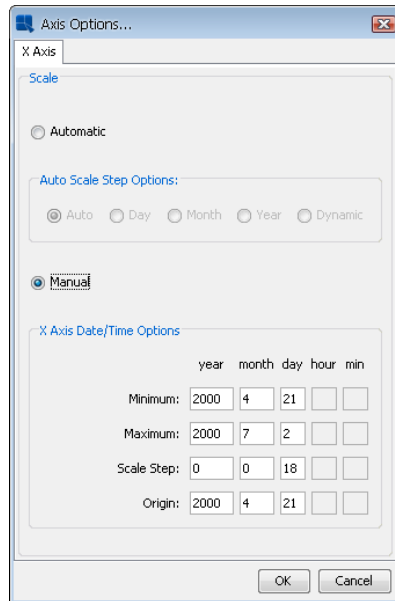 Axis Options...
X Axis
Scale
Automatic
Auto Scale Step Options:
Auto Day Month Year Dynamic
Manual
X Axis Date/Time Options
year month day hour min
Minimum: 2000 4 21
Maximum: 2000 7 2
Scale Step: 0 0 18
Origin: 2000 4 21
OK Cancel